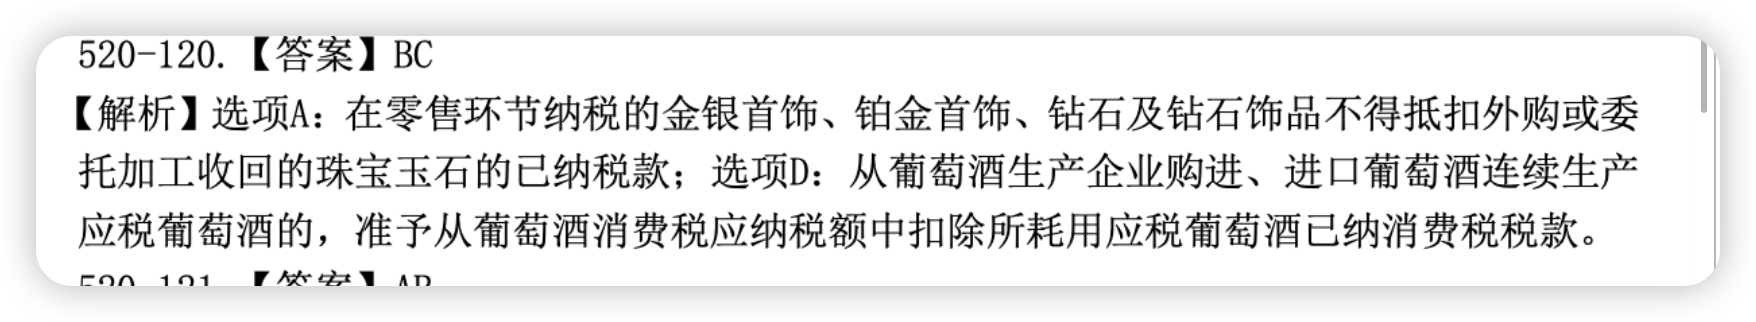 520-120.【答案】BC
【解析】选项A：在零售环节纳税的金银首饰、铂金首饰、钻石及钻石饰品不得抵扣外购或委
托加工收回的珠宝玉石的已纳税款；选项D：从葡萄酒生产企业购进、进口葡萄酒连续生产
应税葡萄酒的，准予从葡萄酒消费税应纳税额中扣除所耗用应税葡萄酒已纳消费税税款。
520-121.【答案】AB